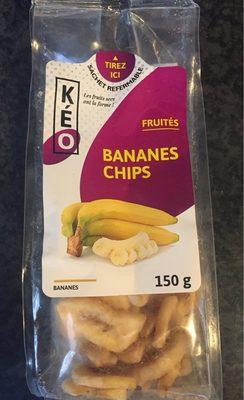 TIREZ
ICI
SACHET REFERMABLE
KÉO
Les fruits secs
ont la forme !
FRUITÉS
BANANES
CHIPS
150 g
BANANES